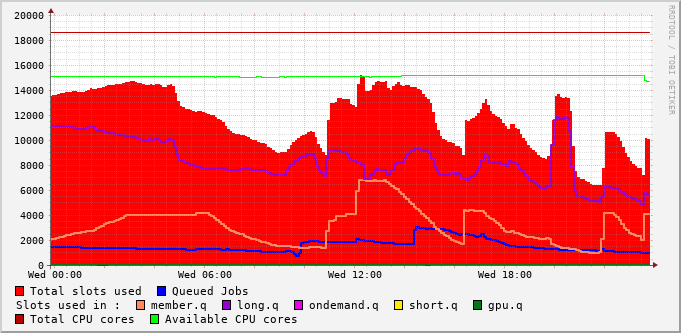 20000
18000
16000
14000
12000
10000
8000
6000
4000
2000
0
Wed 00:00 Wed 06:00 Wed 12:00 Wed 18:00
RRDTOOL / TOBI OETIKER
Total slots used Queued Jobs
Slots used in : member.q long.q ondemand.q short.q gpu.q
Total CPU cores Available CPU cores